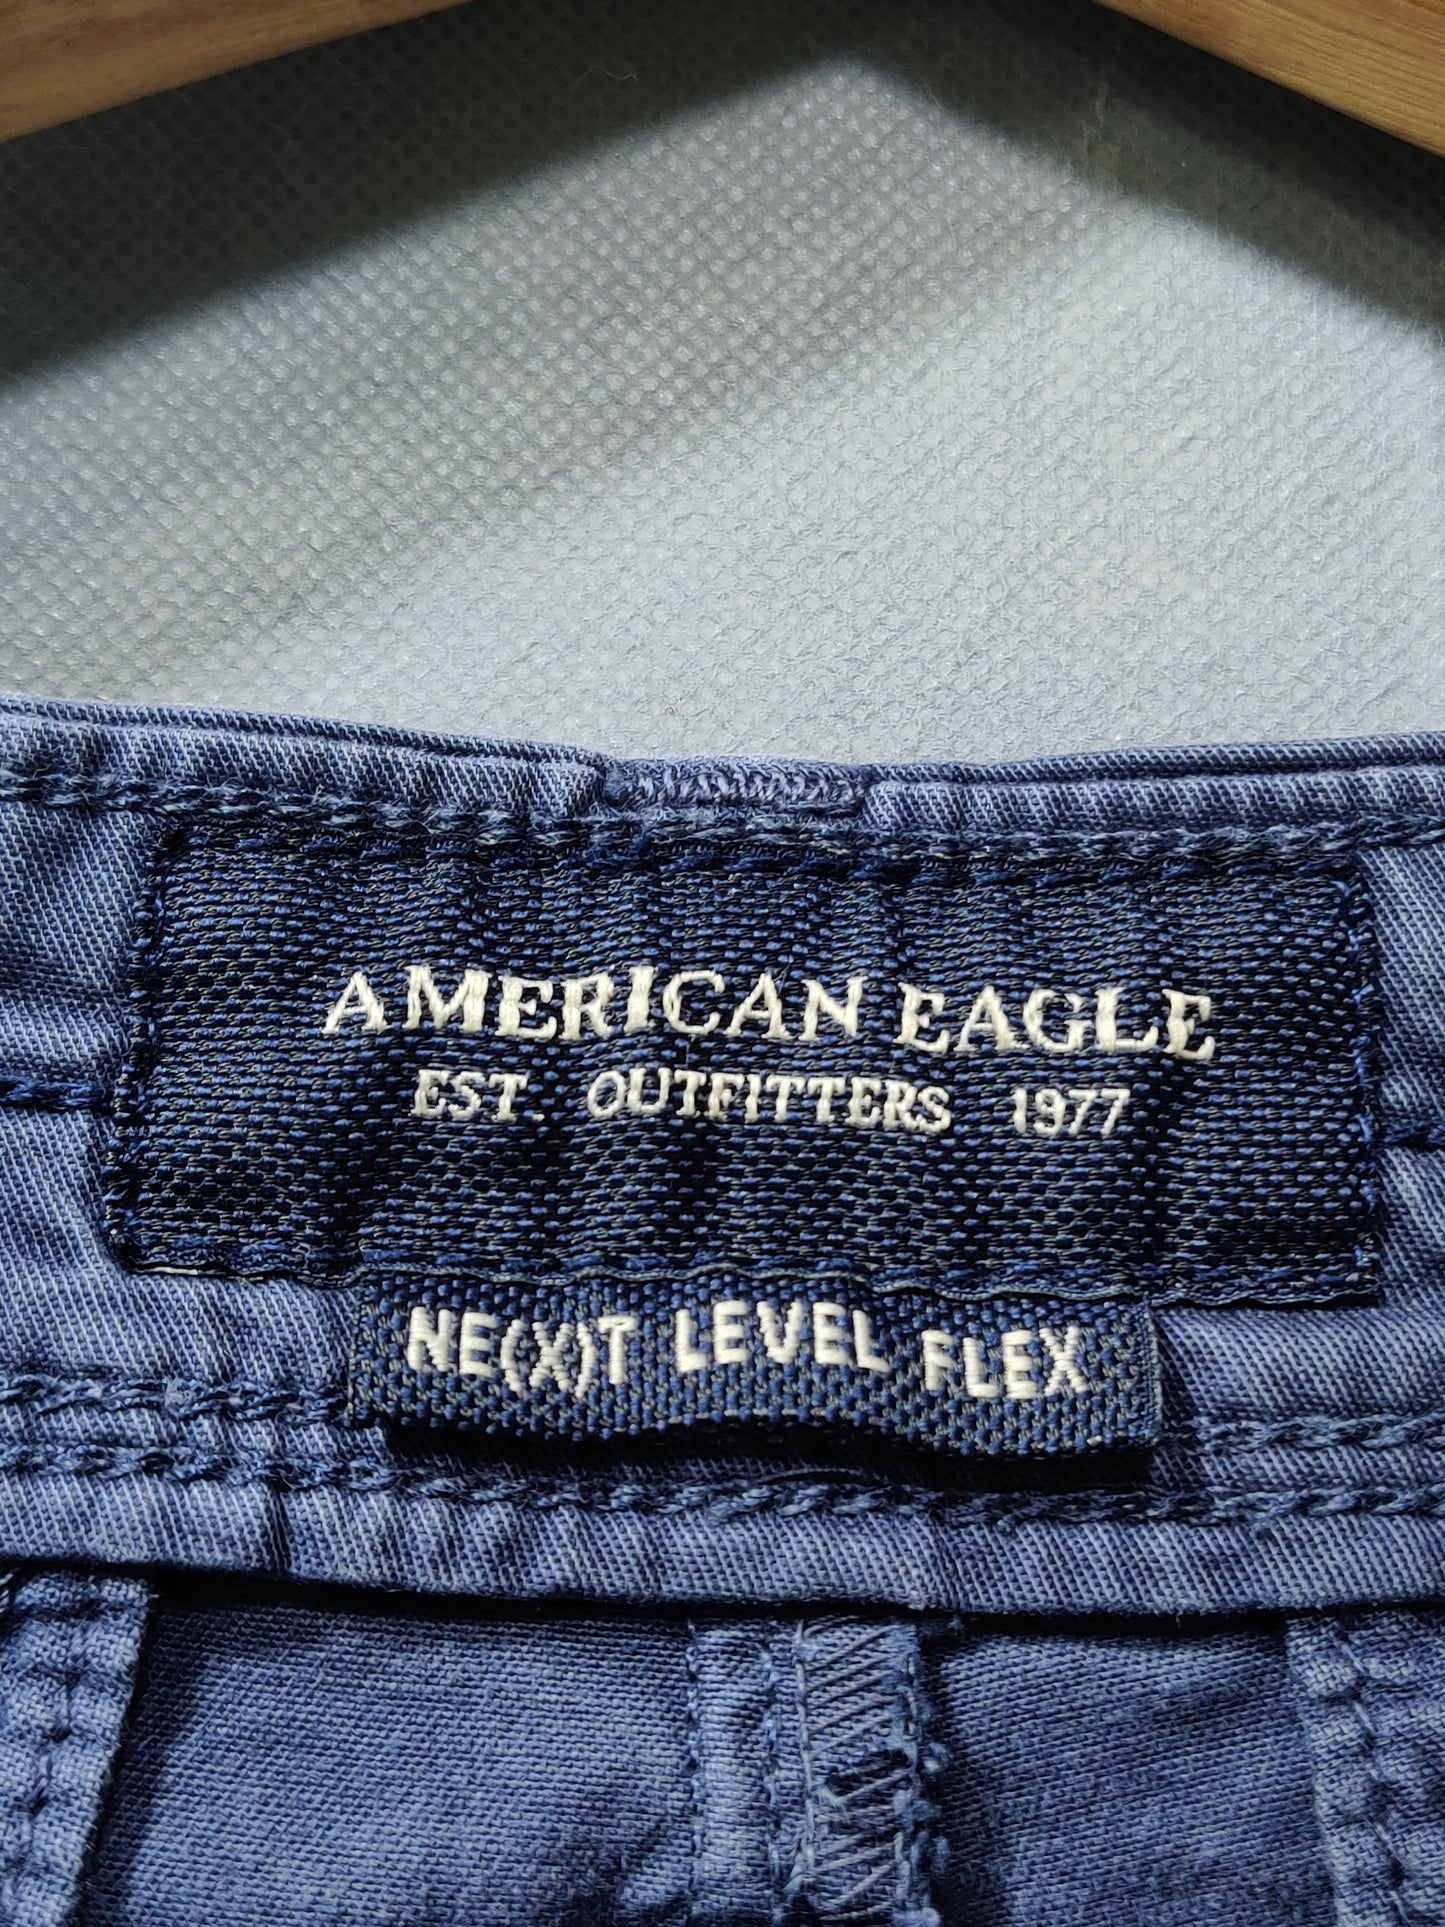 AMERICAN EAGLE
EST. OUTFITTERS 1977
NE(X)T LEVEL FLEX